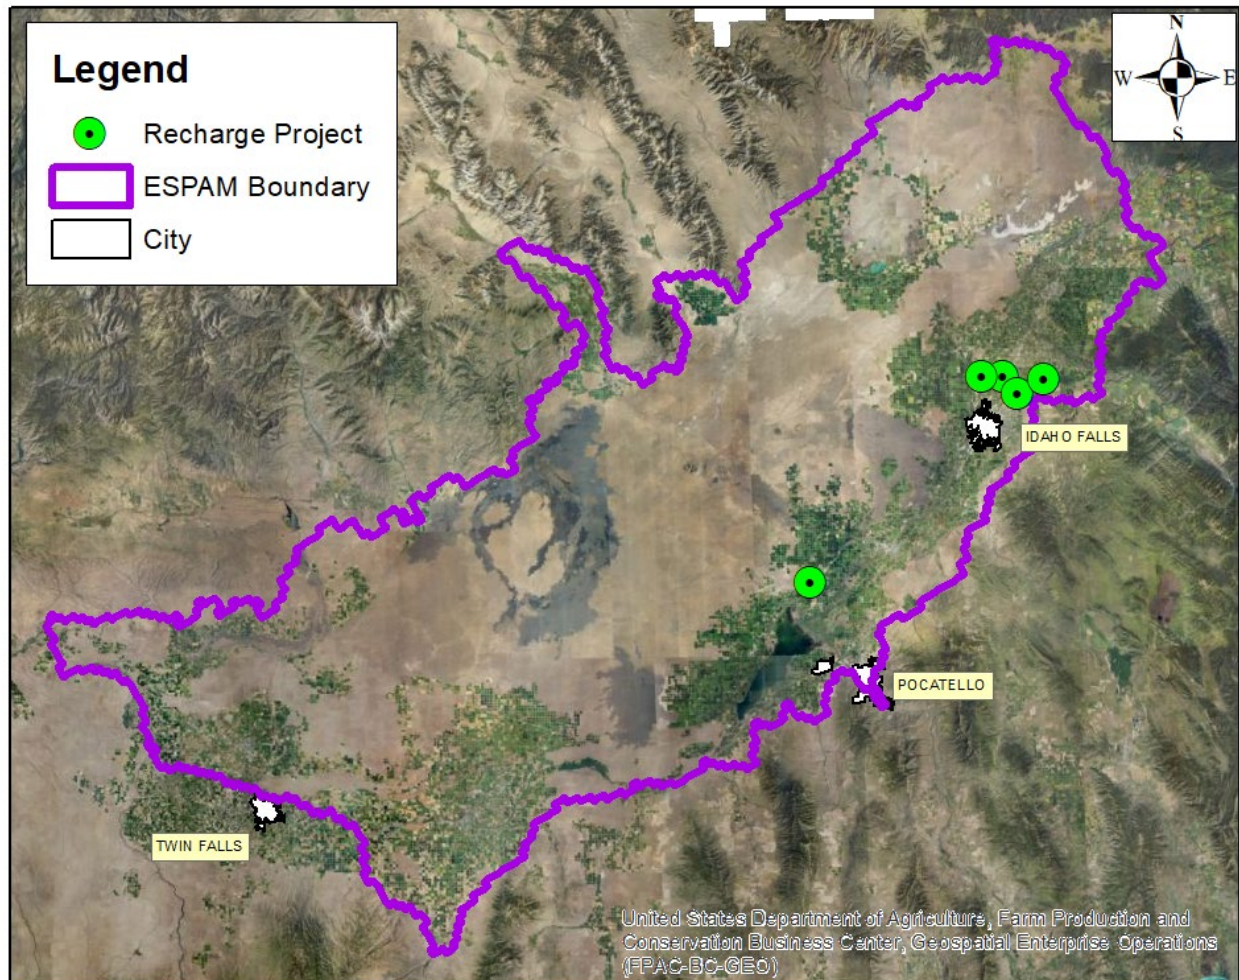 Legend
Recharge Project
ESPAM Boundary
City
N
W E
S
IDAHO FALLS
POCATELLO
TWIN FALLS
United States Department of Agriculture, Farm Production and
Conservation Business Center, Geospatial Enterprise Operations
(FPAC-BC-GEO)